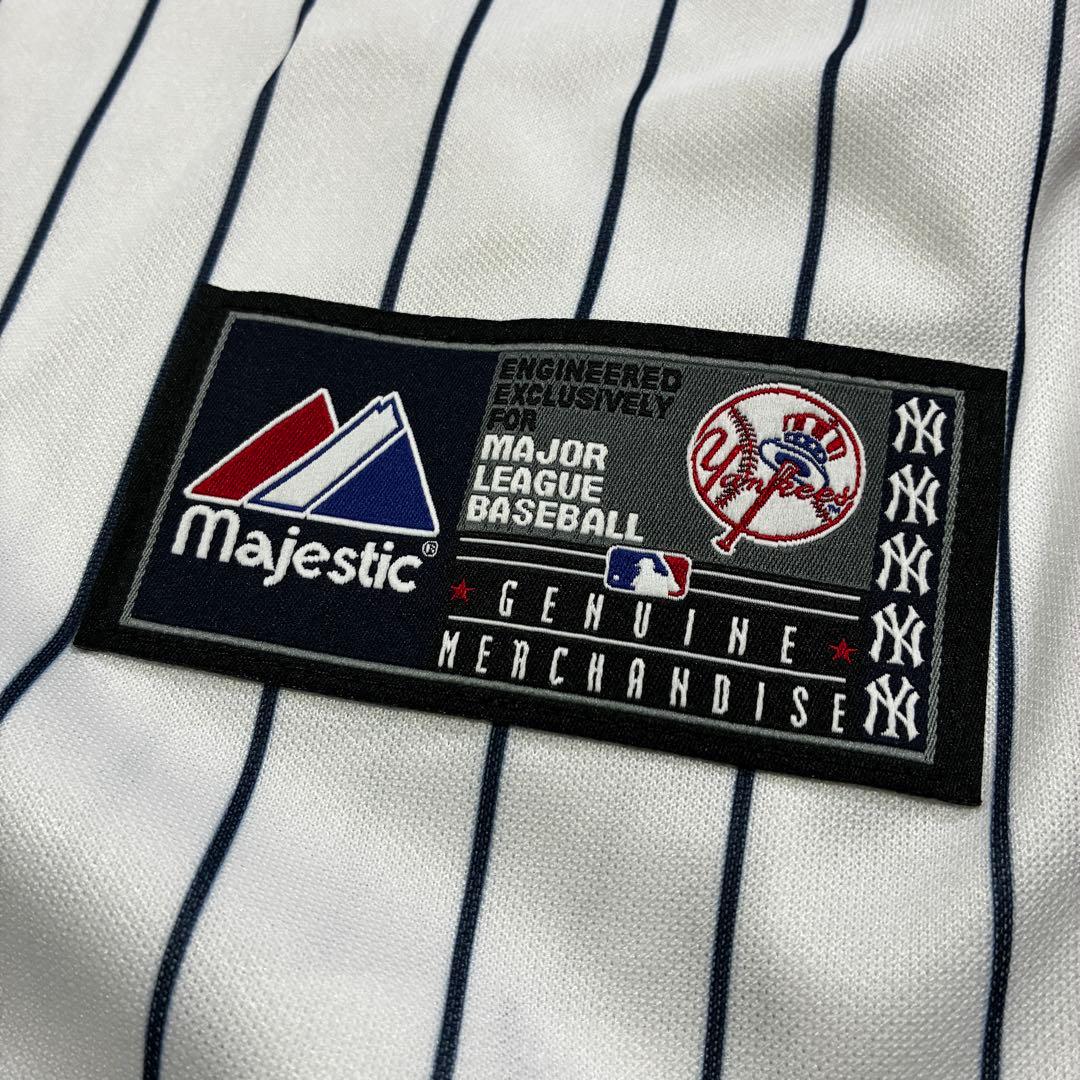 Majestic®
ENGINEERED
EXCLUSIVELY
FOR
MAJOR
LEAGUE
BASEBALL
Yankees
GENUINE
MERCHANDISE
NY
NY
NY
NY
NY